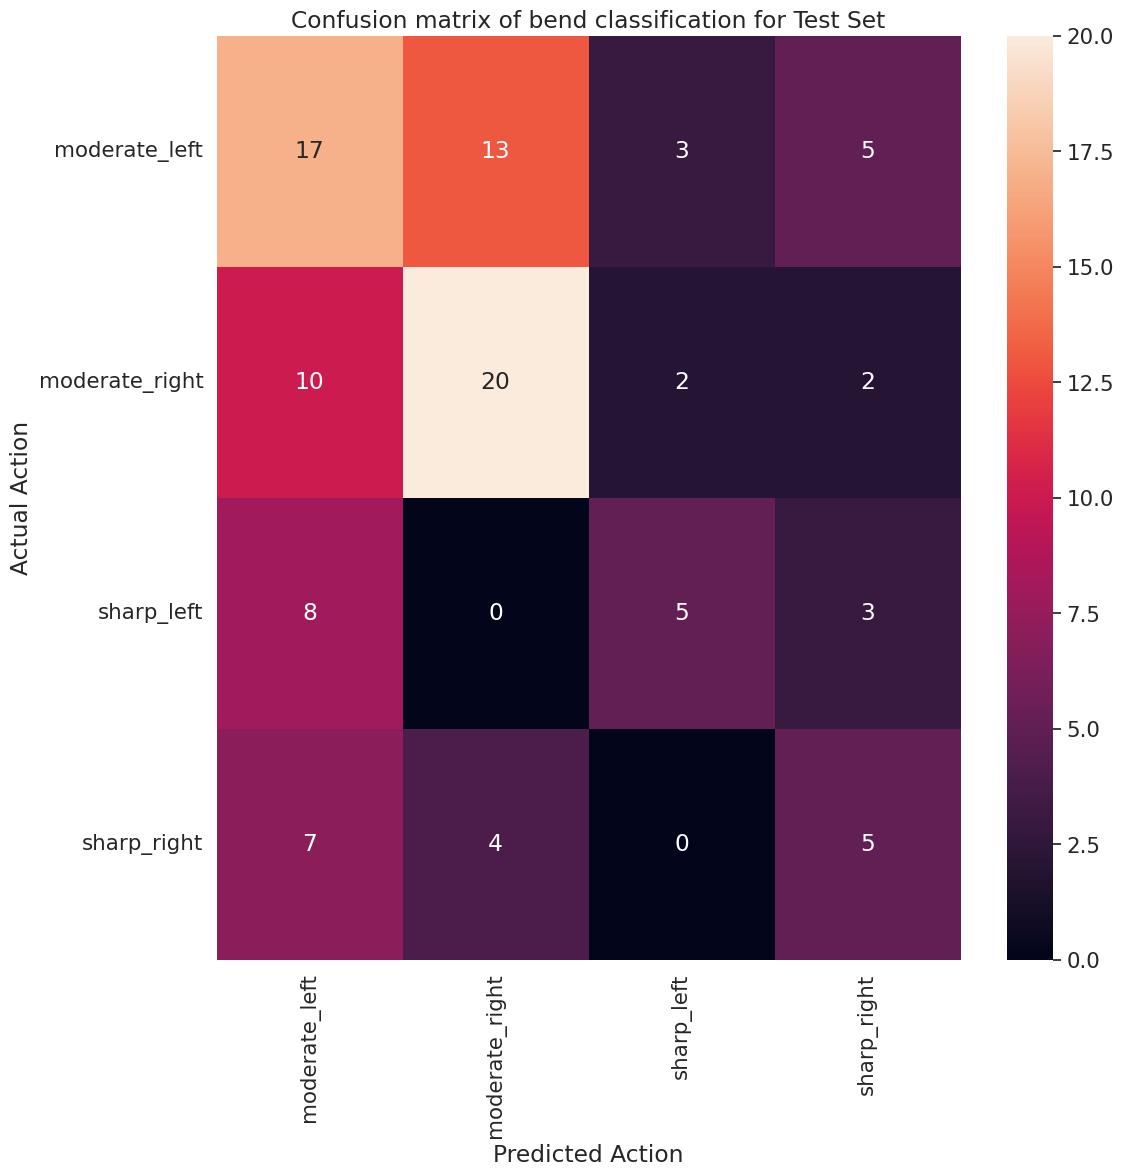 Confusion matrix of bend classification for Test Set
Actual Action
moderate_left 17 13 3 5
moderate_right 10 20 2 2
sharp_left 8 0 5 3
sharp_right 7 4 0 5
moderate_left
moderate_right
sharp_left
sharp_right
Predicted Action
20.0
17.5
15.0
12.5
10.0
7.5
5.0
2.5
0.0